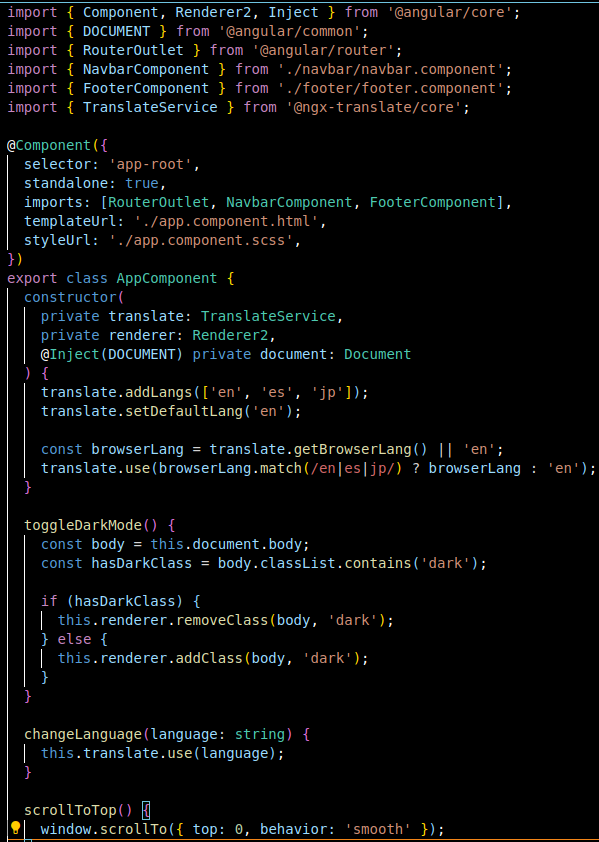 import { Component, Renderer2, Inject } from '@angular/core';
import { DOCUMENT } from '@angular/common';
import { RouterOutlet } from '@angular/router';
import { NavbarComponent } from './navbar/navbar.component';
import { FooterComponent } from './footer/footer.component';
import { TranslateService } from '@ngx-translate/core';

@Component({
  selector: 'app-root',
  standalone: true,
  imports: [RouterOutlet, NavbarComponent, FooterComponent],
  templateUrl: './app.component.html',
  styleUrl: './app.component.scss',
})
export class AppComponent {
  constructor(
    private translate: TranslateService,
    private renderer: Renderer2,
    @Inject(DOCUMENT) private document: Document
  ) {
    translate.addLangs(['en', 'es', 'jp']);
    translate.setDefaultLang('en');

    const browserLang = translate.getBrowserLang() || 'en';
    translate.use(browserLang.match(/en|es|jp/) ? browserLang : 'en');
  }

  toggleDarkMode() {
    const body = this.document.body;
    const hasDarkClass = body.classList.contains('dark');

    if (hasDarkClass) {
      this.renderer.removeClass(body, 'dark');
    } else {
      this.renderer.addClass(body, 'dark');
    }
  }

  changeLanguage(language: string) {
    this.translate.use(language);
  }

  scrollToTop() {
    window.scrollTo({ top: 0, behavior: 'smooth' });